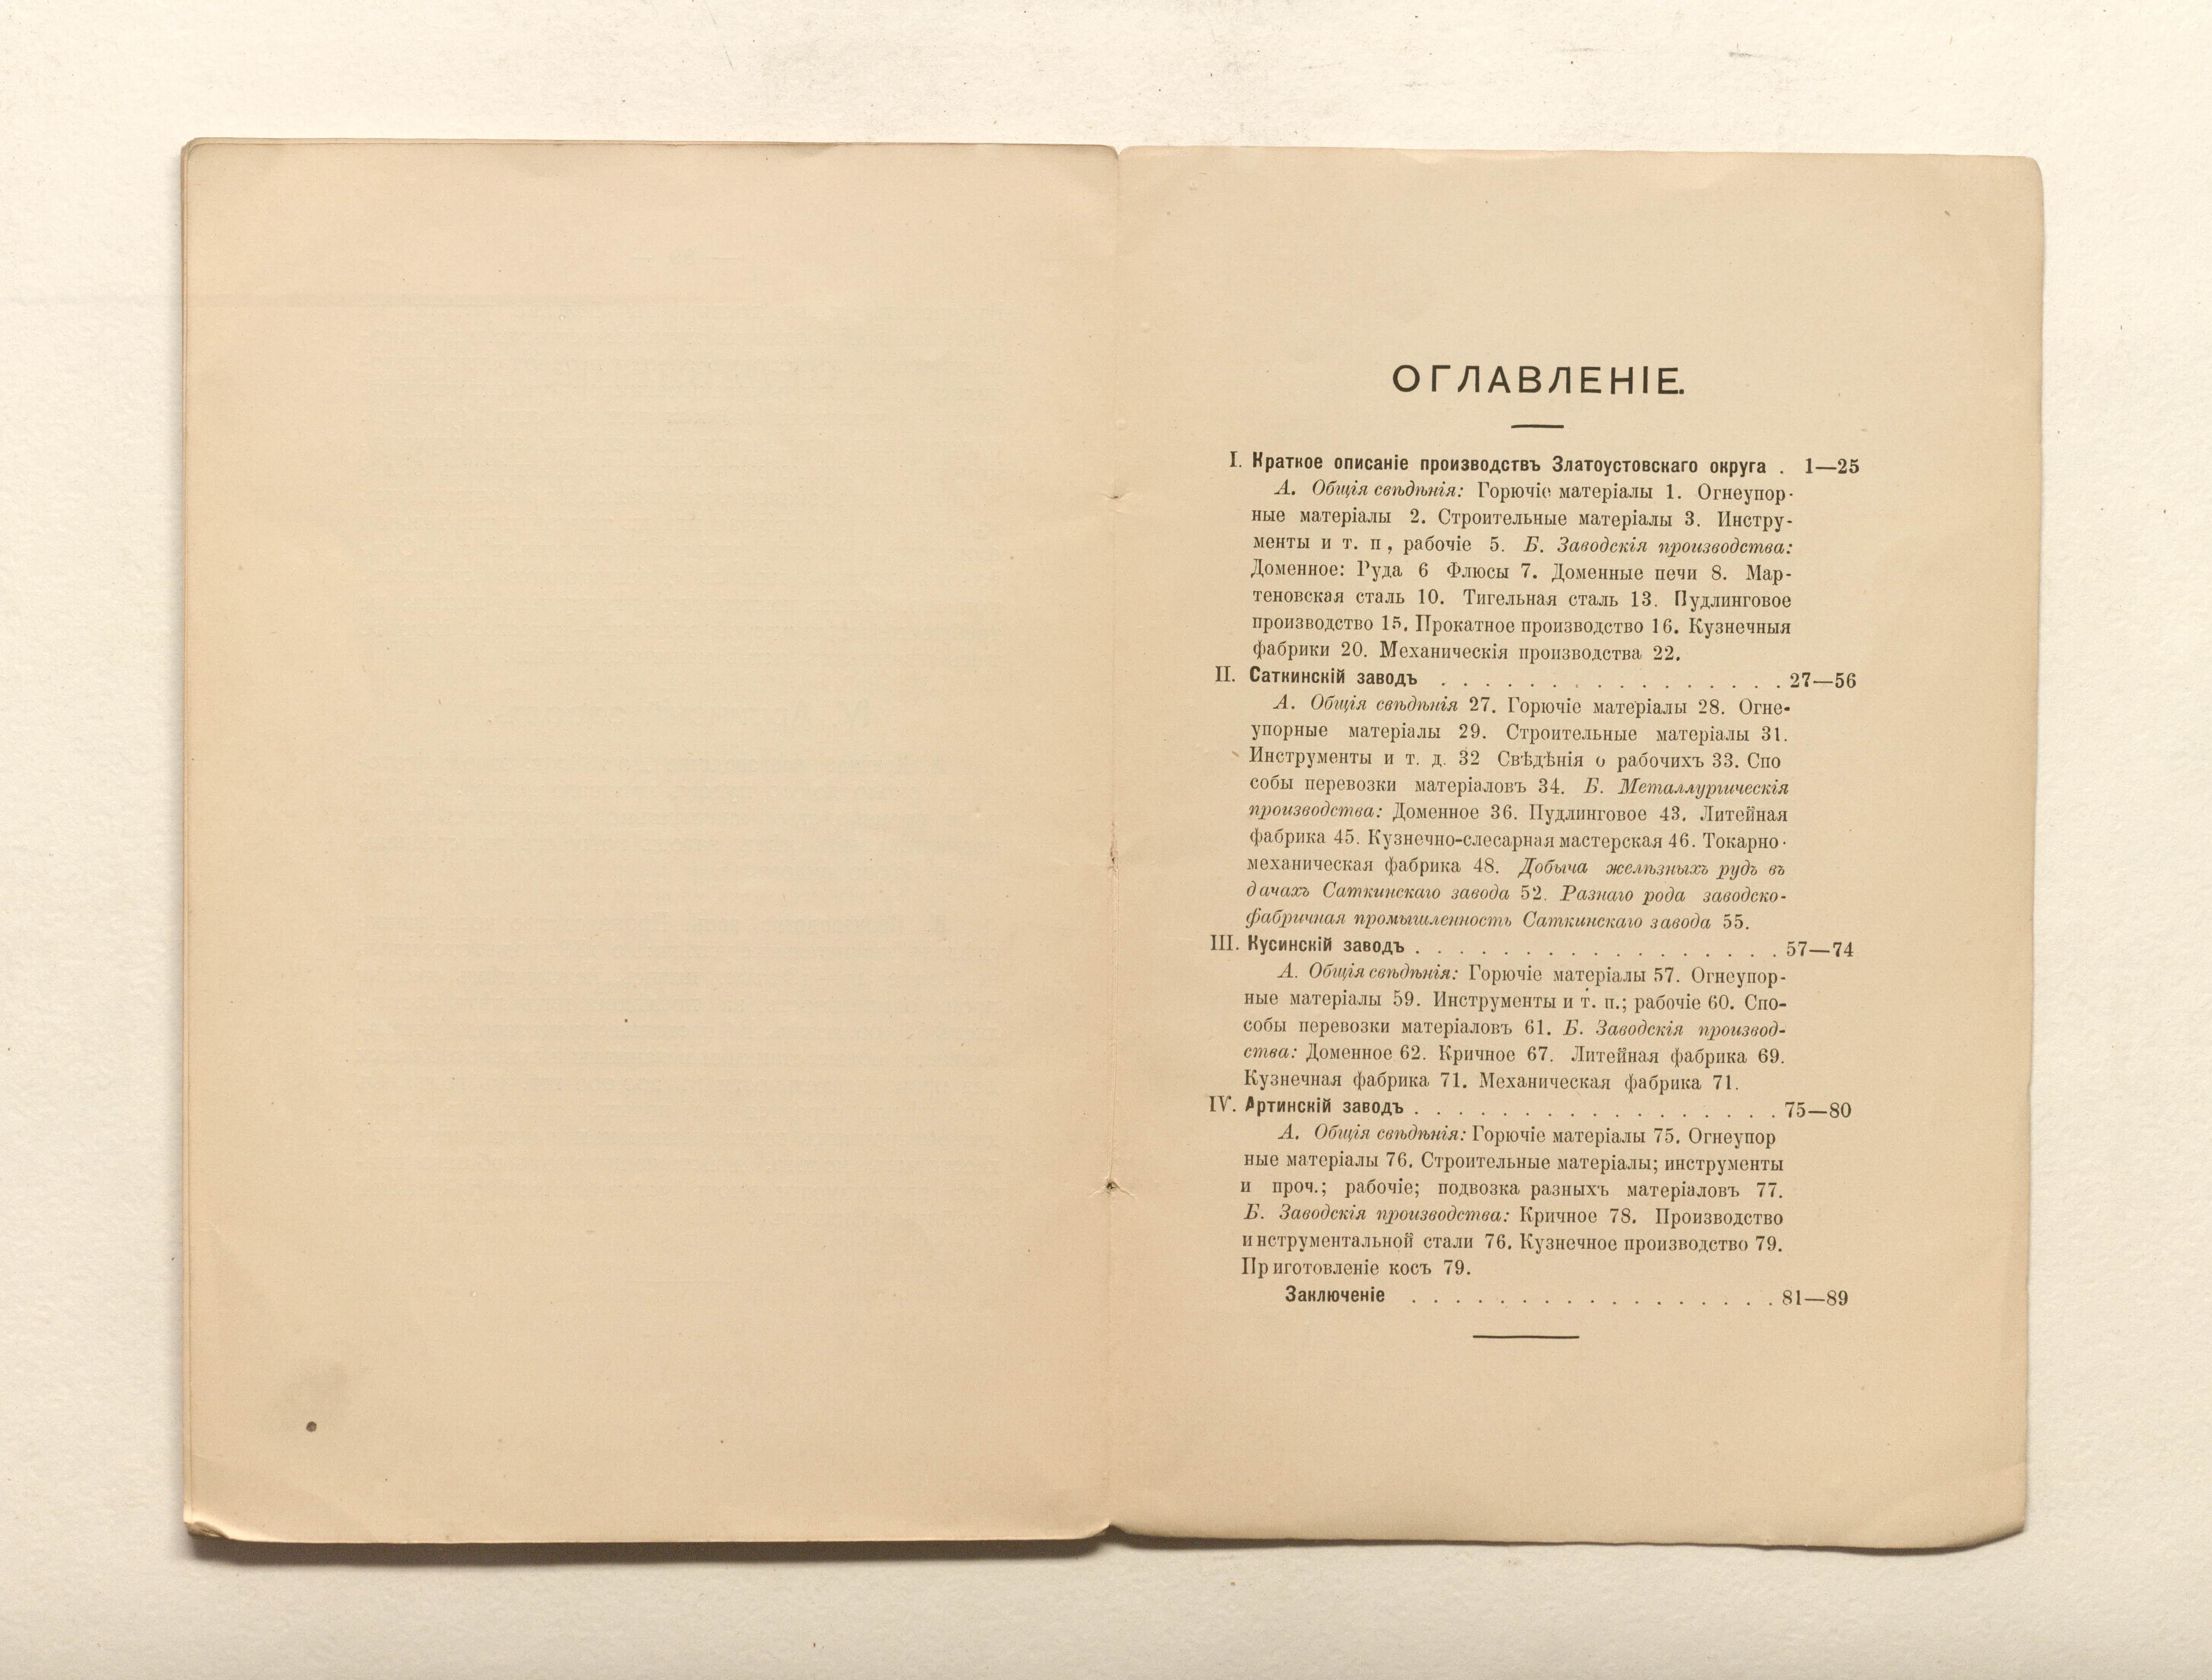 ОГЛАВЛЕНІЕ.
I. Краткое описаніе производствъ Златоустовскаго округа . 1—25
А. Общія свѣдѣнія: Горючіе матеріалы 1. Огнеупор-
ные матеріалы 2. Строительные матеріалы 3. Инстру-
менты и т. п, рабочіе 5. Б. Заводскія производства:
Доменное: Руда 6 Флюсы 7. Доменные печи 8. Мар-
теновская сталь 10. Тигельная сталь 13. Пудлинговое
производство 15. Прокатное производство 16. Кузнечныя
фабрики 20. Механическія производства 22.
II. Саткинскій заводъ . . . . . . . . . . . . . . . . 27—56
А. Общія свѣдѣнія 27. Горючіе матеріалы 28. Огне-
упорные матеріалы 29. Строительные матеріалы 31.
Инструменты и т. д. 32 Свѣдѣнія о рабочихъ 33. Спо
собы перевозки матеріаловъ 34. Б. Металлургическія
производства: Доменное 36. Пудлинговое 43. Литейная
фабрика 45. Кузнечно-слесарная мастерская 46. Токарно-
механическая фабрика 48. Добыча желѣзныхъ рудъ въ
дачахъ Саткинскаго завода 52. Разнаго рода заводско-
фабричная промышленность Саткинскаго завода 55.
III. Кусинскій заводъ . . . . . . . . . . . . . . . . . 57—74
А. Общія свѣдѣнія: Горючіе матеріалы 57. Огнеупор-
ные матеріалы 59. Инструменты и т. п.; рабочіе 60. Спо-
собы перевозки матеріаловъ 61. Б. Заводскія производ-
ства: Доменное 62. Кричное 67. Литейная фабрика 69.
Кузнечная фабрика 71. Механическая фабрика 71.
IV. Артинскій заводъ . . . . . . . . . . . . . . . . . 75—80
А. Общія свѣдѣнія: Горючіе матеріалы 75. Огнеупор
ные матеріалы 76. Строительные матеріалы; инструменты
и проч.; рабочіе; подвозка разныхъ матеріаловъ 77.
Б. Заводскія производства: Кричное 78. Производство
инструментальной стали 76. Кузнечное производство 79.
Приготовленіе косъ 79.
Заключеніе . . . . . . . . . . . . . . . . . 81—89